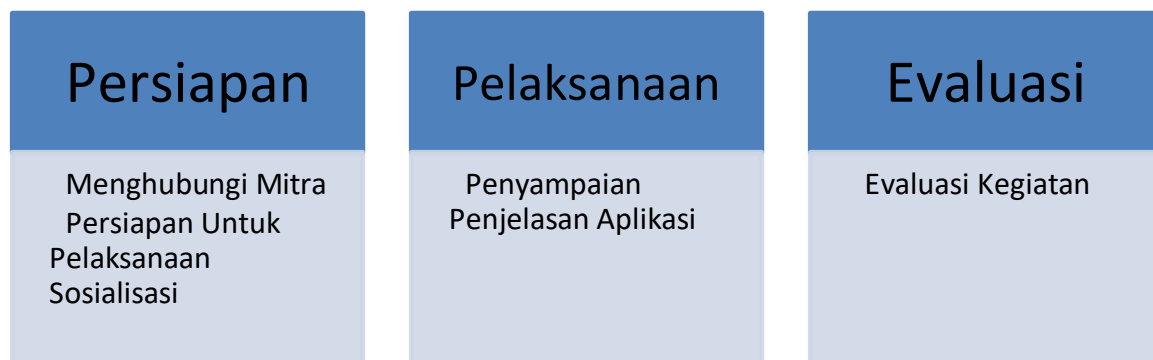 Persiapan
Menghubungi Mitra
Persiapan Untuk
Pelaksanaan
Sosialisasi
Pelaksanaan
Penyampaian
Penjelasan Aplikasi
Evaluasi
Evaluasi Kegiatan